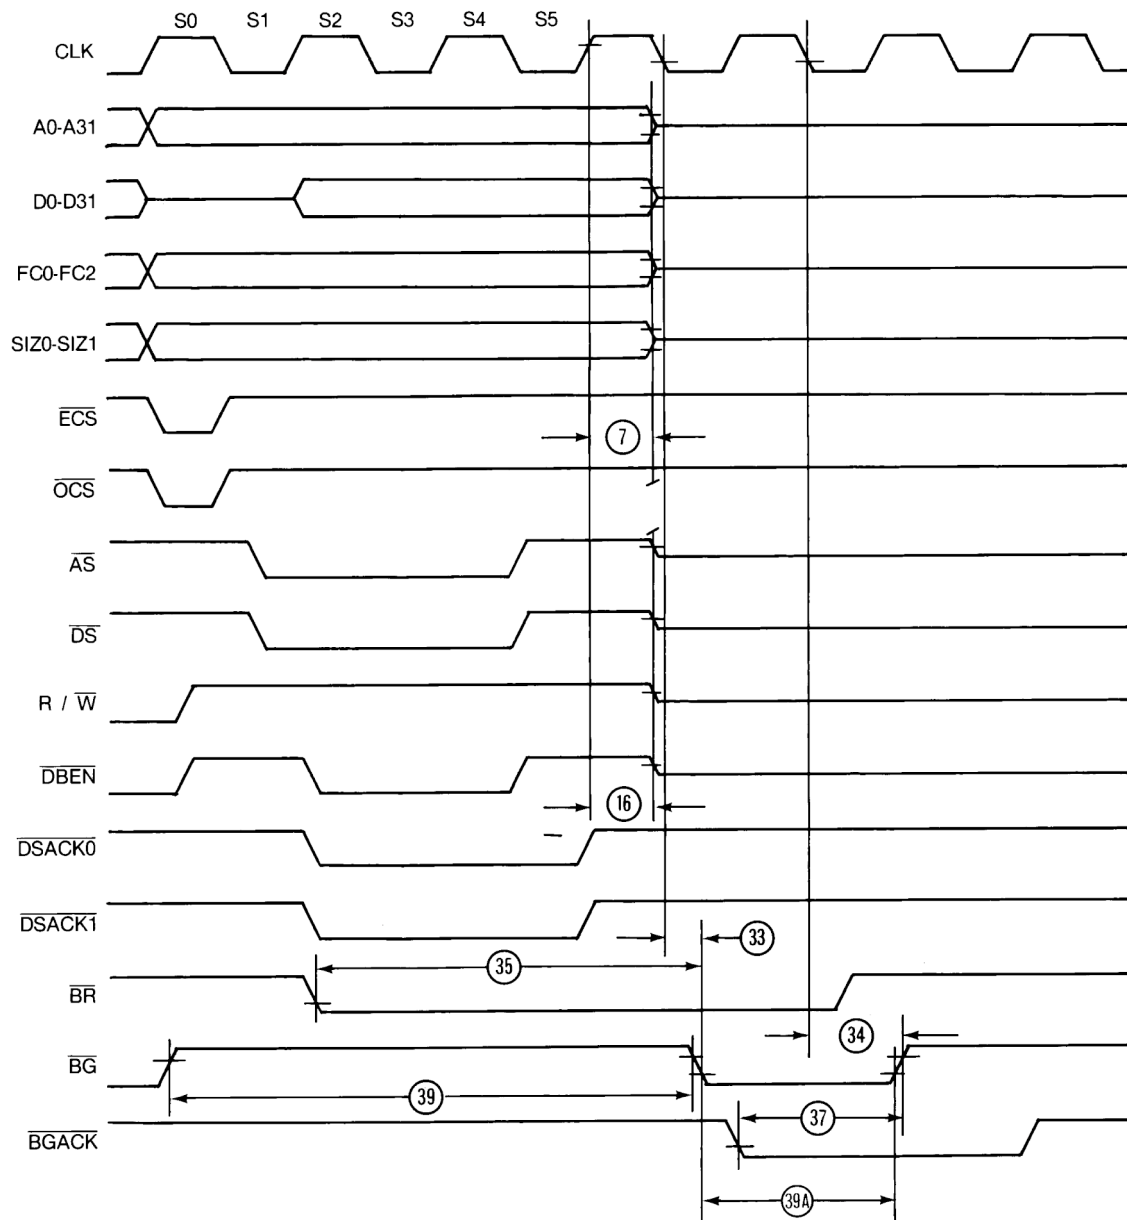 S0 S1 S2 S3 S4 S5
CLK
A0-A31
D0-D31
FC0-FC2
SIZ0-SIZ1
ECS
7
OCS
AS
DS
R / W
DBEN
16
DSACK0
DSACK1
33
35
BR
34
BG
39
37
BGACK
39A